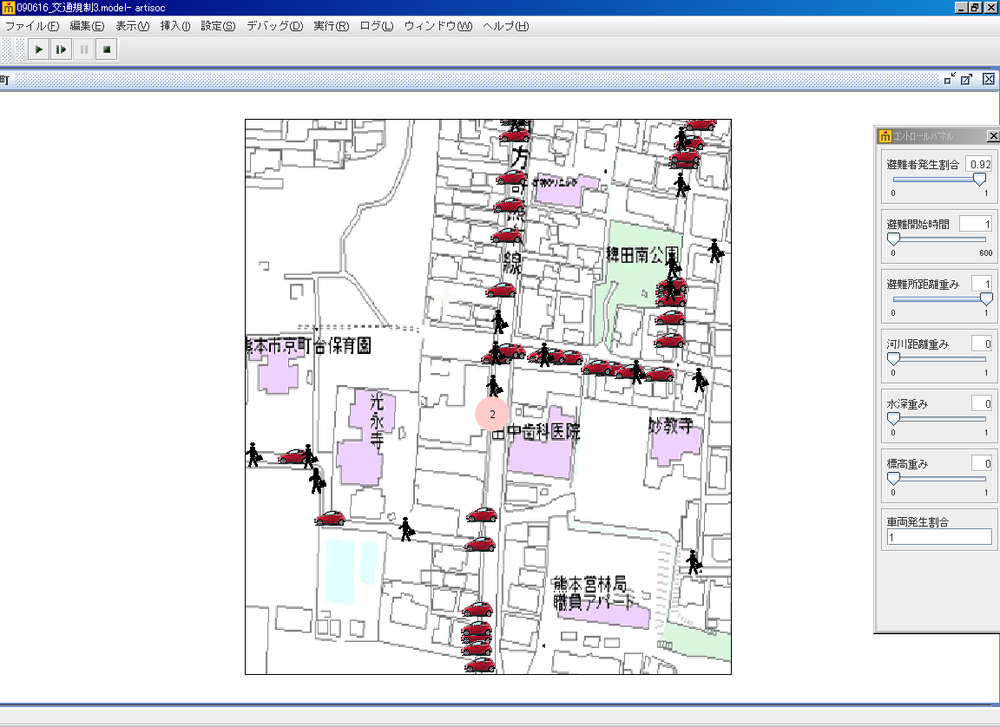 090616_交通規制3.model- artisoc
ファイル(F) 編集(E) 表示(V) 挿入(I) 設定(S) デバッグ(D) 実行(R) ログ(L) ウィンドウ(W) ヘルプ(H)
町
コントロールパネル
避難者発生割合 0.92
0 1
避難開始時間 1
0 600
避難所距離重み 1
0 1
河川距離重み 0
0 1
水深重み 0
0 1
標高重み 0
0 1
車両発生割合
1
方
線
稗田南公園
熊本市京町台保育園
光永寺
2
田中歯科医院
妙教寺
熊本営林局
職員アパート